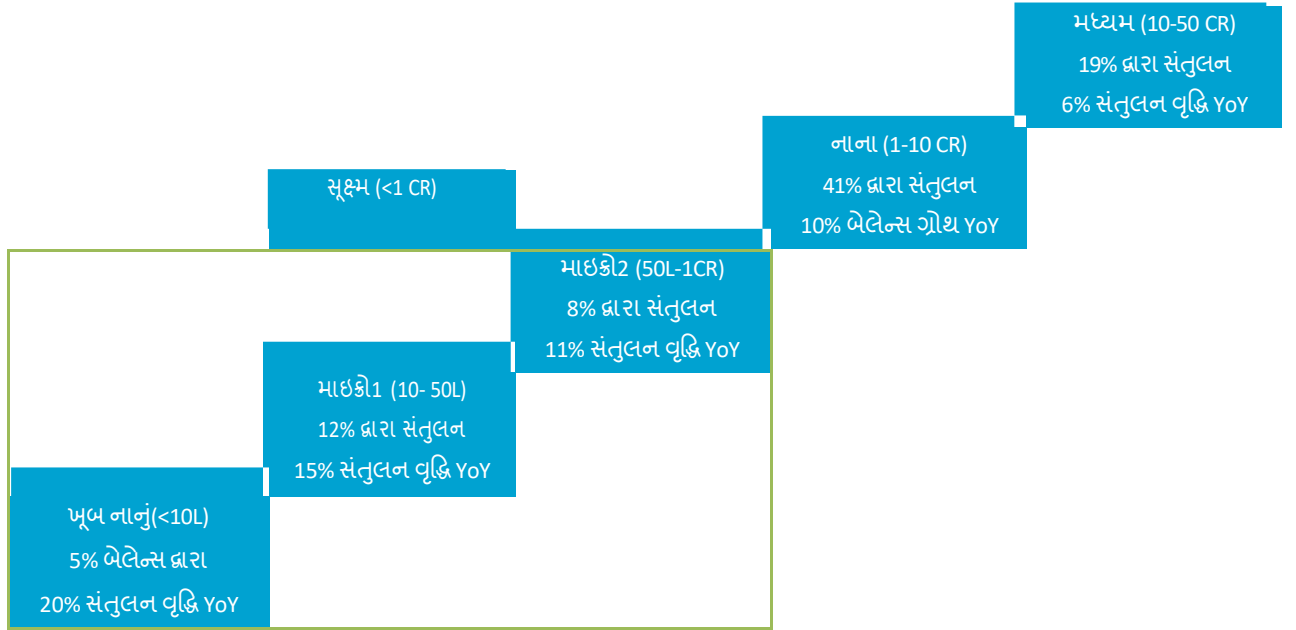 મધ્યમ (10-50 CR)
19% દ્વારા સંતુલન
6% સંતુલન વૃદ્ધિ YoY
નાના (1-10 CR)
41% દ્વારા સંતુલન
10% બેલેન્સ ગ્રોથ YoY
સૂક્ષ્મ (<1 CR)
માઇક્રો2 (50L-1CR)
8% દ્વારા સંતુલન
11% સંતુલન વૃદ્ધિ YoY
માઇક્રો1 (10- 50L)
12% દ્વારા સંતુલન
15% સંતુલન વૃદ્ધિ YoY
ખૂબ નાનું(<10L)
5% બેલેન્સ દ્વારા
20% સંતુલન વૃદ્ધિ YoY